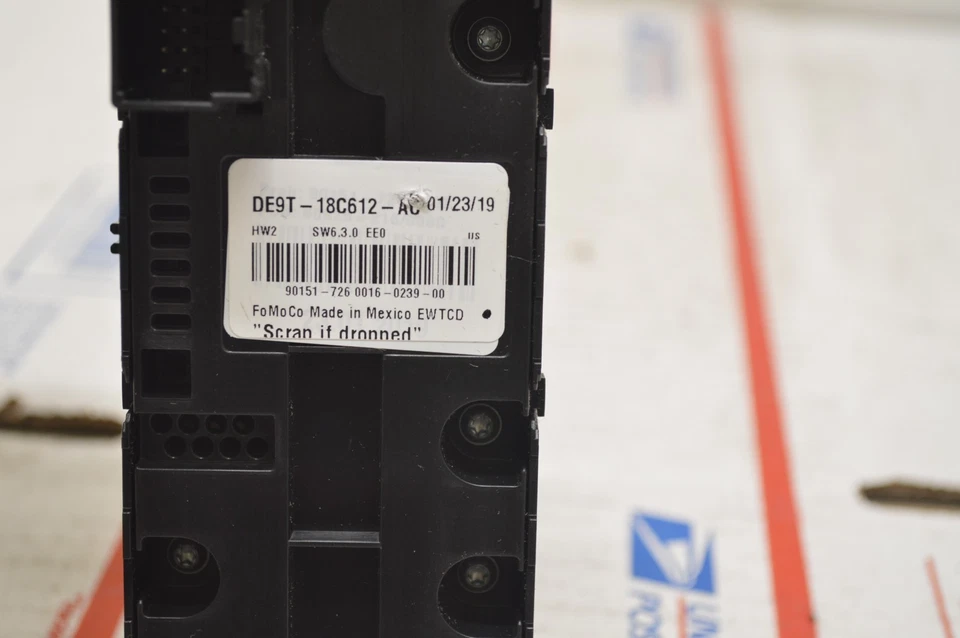 DE9T-18C612-AC 01/23/19
HW2 SW6.3.0 EE0 US
90151-726 0016-0239-00
FoMoCo Made in Mexico EWTCD
"Scrap if dropped"